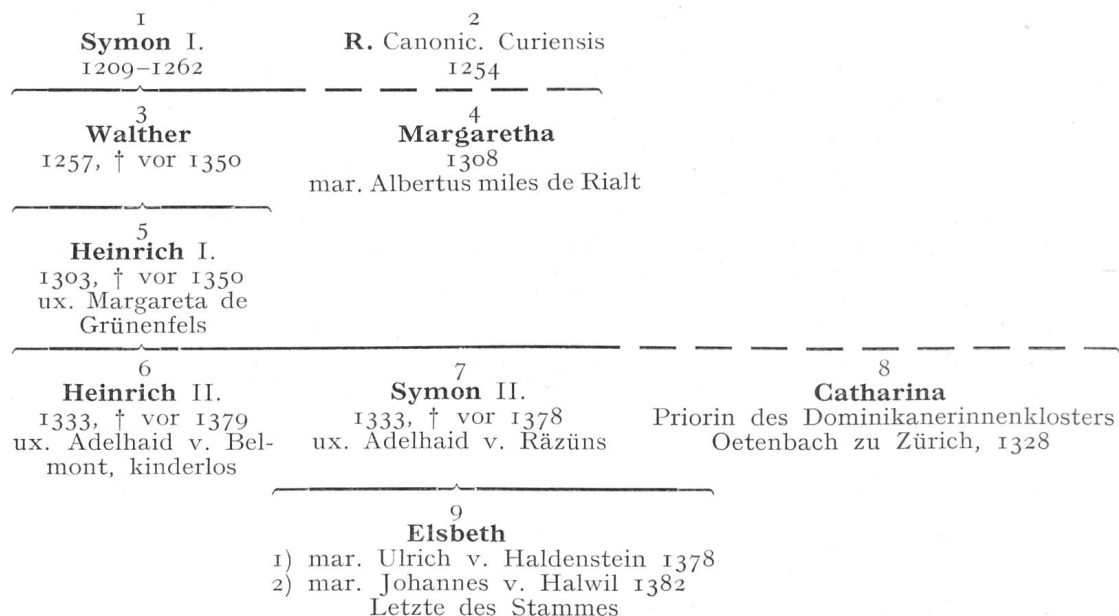 1
Symon I.
1209–1262
2
R. Canonic. Curiensis
1254
3
Walther
1257, † vor 1350
4
Margaretha
1308
mar. Albertus miles de Rialt
5
Heinrich I.
1303, † vor 1350
ux. Margareta de
Grünenfels
6
Heinrich II.
1333, † vor 1379
ux. Adelhaid v. Bel-
mont, kinderlos
7
Symon II.
1333, † vor 1378
ux. Adelhaid v. Räzüns
8
Catharina
Priorin des Dominikanerinnenklosters
Oetenbach zu Zürich, 1328
9
Elsbeth
1) mar. Ulrich v. Haldenstein 1378
2) mar. Johannes v. Halwil 1382
Letzte des Stammes